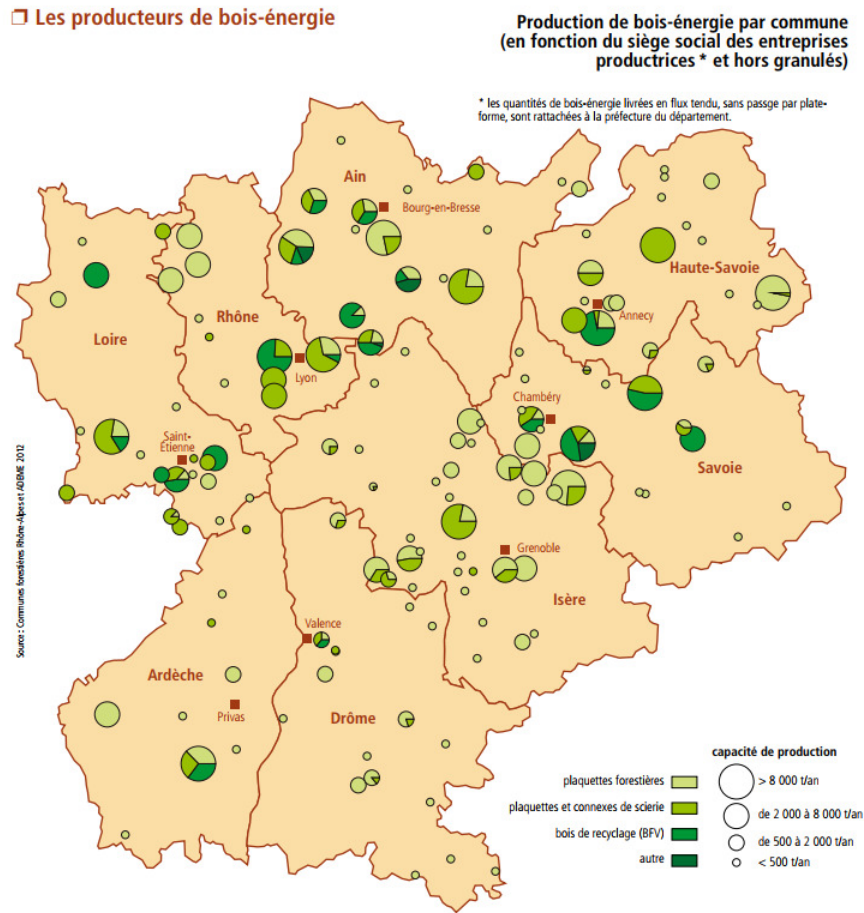 Les producteurs de bois-énergie
Production de bois-énergie par commune
(en fonction du siège social des entreprises
productrices * et hors granulés)
* les quantités de bois-énergie livrées en flux tendu, sans passge par plate-
forme, sont rattachées à la préfecture du département.
Ain
Bourg-en-Bresse
Haute-Savoie
Annecy
Loire
Rhône
Lyon
Chambéry
Saint-
Etienne
Savoie
Grenoble
Isère
Valence
Ardèche
Privas
Drôme
Source : Communes forestières Rhône-Alpes et ADEME 2012
capacité de production
plaquettes forestières
> 8 000 t/an
plaquettes et connexes de scierie
de 2 000 à 8 000 t/an
bois de recyclage (BFV)
de 500 à 2 000 t/an
autre
< 500 t/an